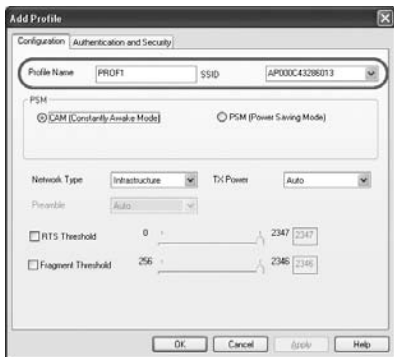 Add Profile
Configuration Authentication and Security
Profile Name PROF1 SSID AP000C43286013
PSM
CAM (Constantly Awake Mode) PSM (Power Saving Mode)
Network Type Infrastructure TX Power Auto
Preamble Auto
RTS Threshold 0 2347 2347
Fragment Threshold 256 2346 2346
OK Cancel Apply Help